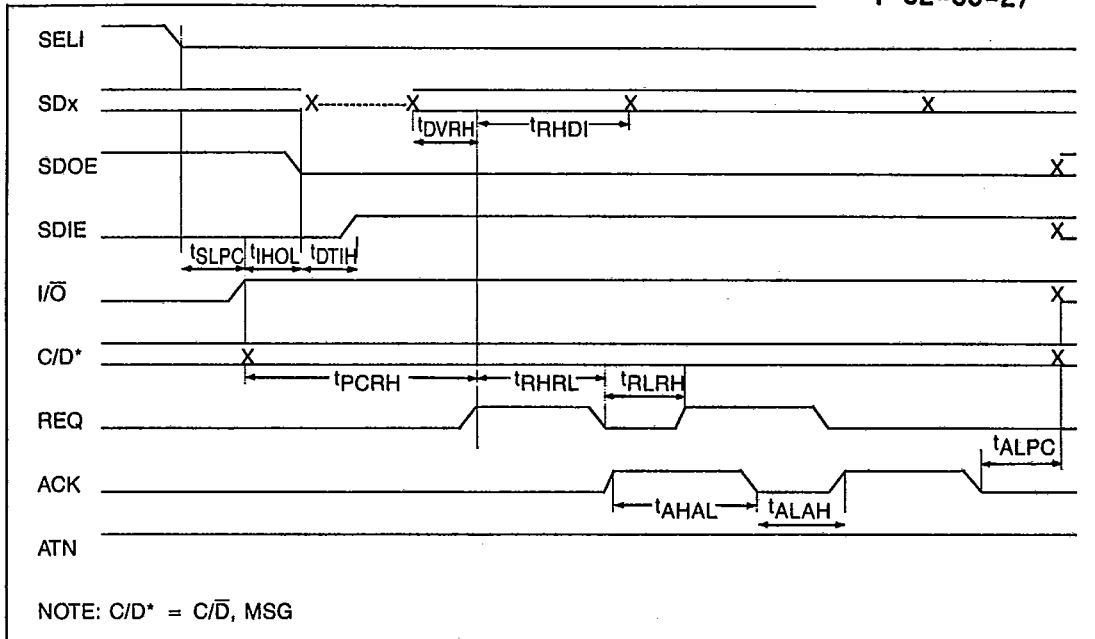 SELI
SDx X X X X
tDVRH tRHDI
SDOE X
SDIE X
tSLPC tIHOL tDTIH
I/O̅ X
C/D* X X
tPCRH tRHRL tRLRH
REQ
tALPC
ACK
tAHAL tALAH
ATN
NOTE: C/D* = C/D̅, MSG